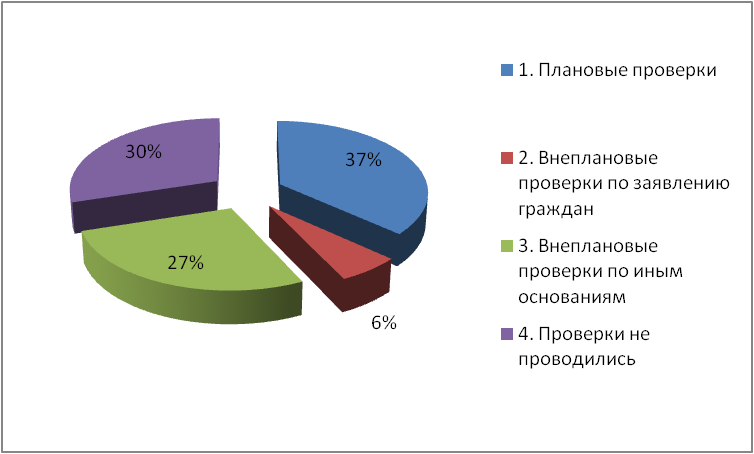 30%
37%
27%
6%
1. Плановые проверки
2. Внеплановые
проверки по заявлению
граждан
3. Внеплановые
проверки по иным
основаниям
4. Проверки не
проводились